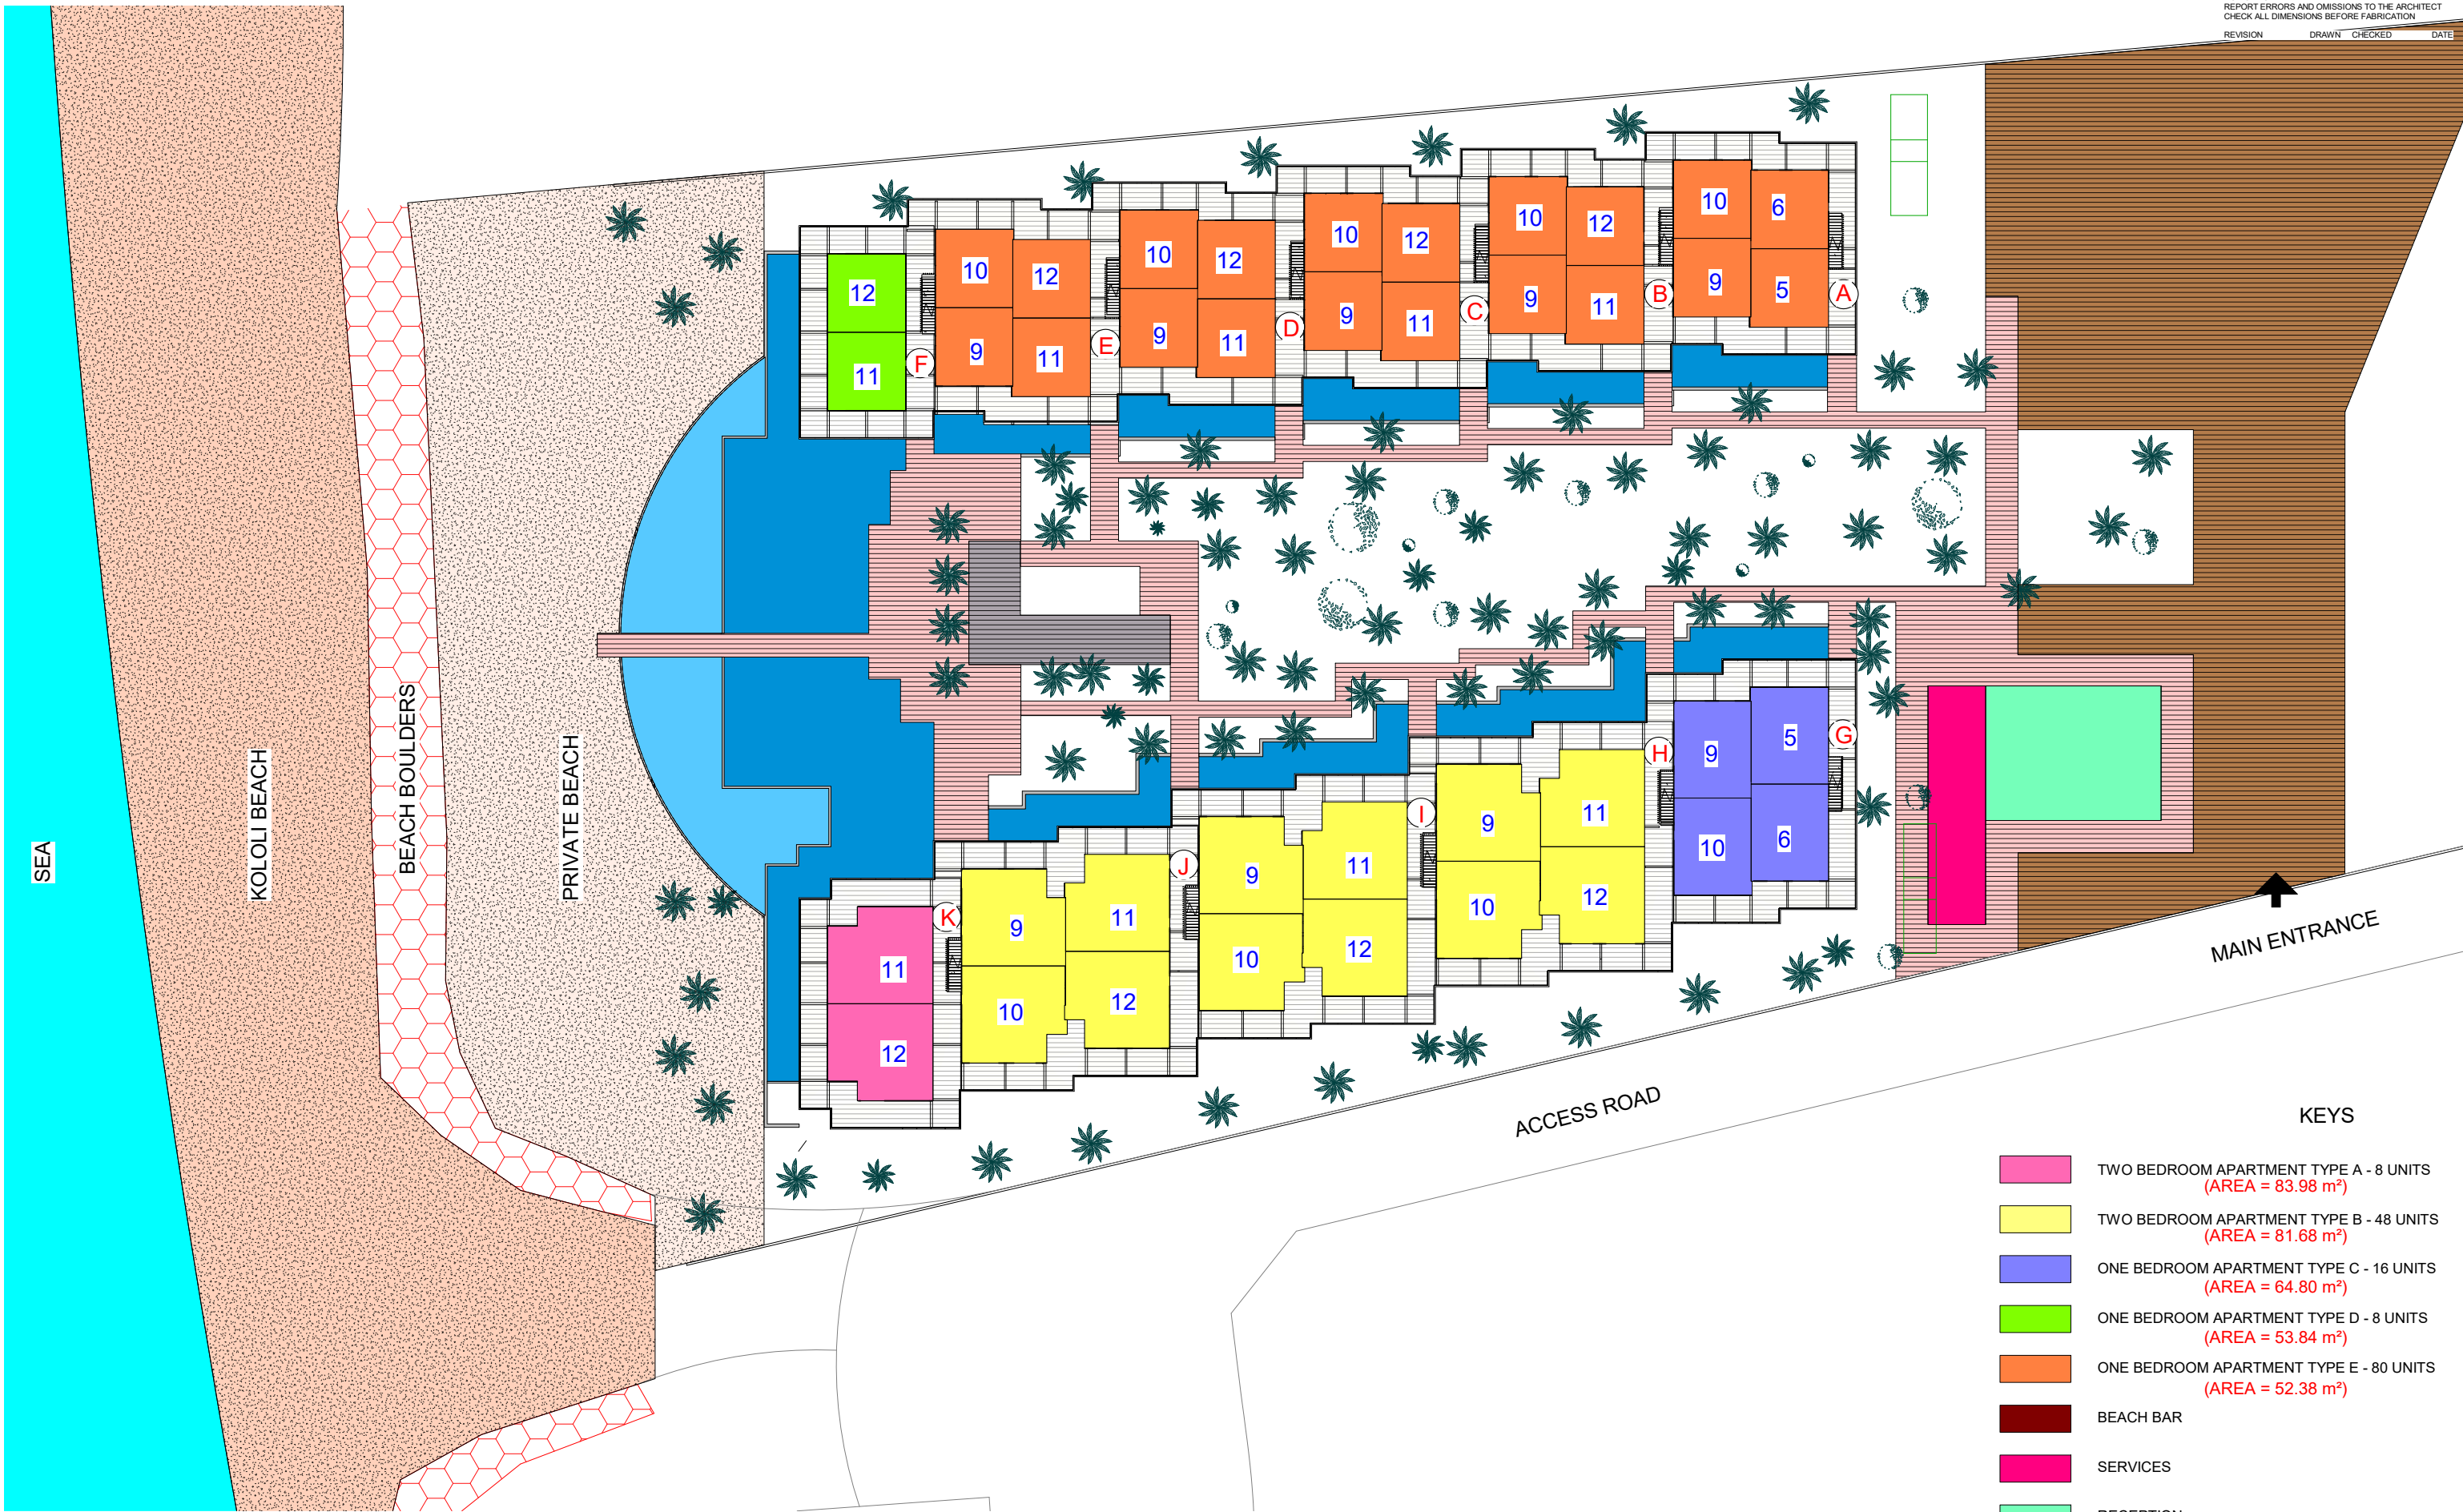 REPORT ERRORS AND OMISSIONS TO THE ARCHITECT
CHECK ALL DIMENSIONS BEFORE FABRICATION
REVISION DRAWN CHECKED DATE
10 6
9 5 A
10 12
9 11 B
10 12
9 11 C
10 12
9 11 D
10 12
9 11 E
12
11 F
SEA
KOLOLI BEACH
BEACH BOULDERS
PRIVATE BEACH
9 5 G
10 6
H
9 11
10 12
I
9 11
10 12
J
9 11
10 12
K
11
12
MAIN ENTRANCE
ACCESS ROAD
KEYS
TWO BEDROOM APARTMENT TYPE A - 8 UNITS
(AREA = 83.98 m²)
TWO BEDROOM APARTMENT TYPE B - 48 UNITS
(AREA = 81.68 m²)
ONE BEDROOM APARTMENT TYPE C - 16 UNITS
(AREA = 64.80 m²)
ONE BEDROOM APARTMENT TYPE D - 8 UNITS
(AREA = 53.84 m²)
ONE BEDROOM APARTMENT TYPE E - 80 UNITS
(AREA = 52.38 m²)
BEACH BAR
SERVICES
RECEPTION